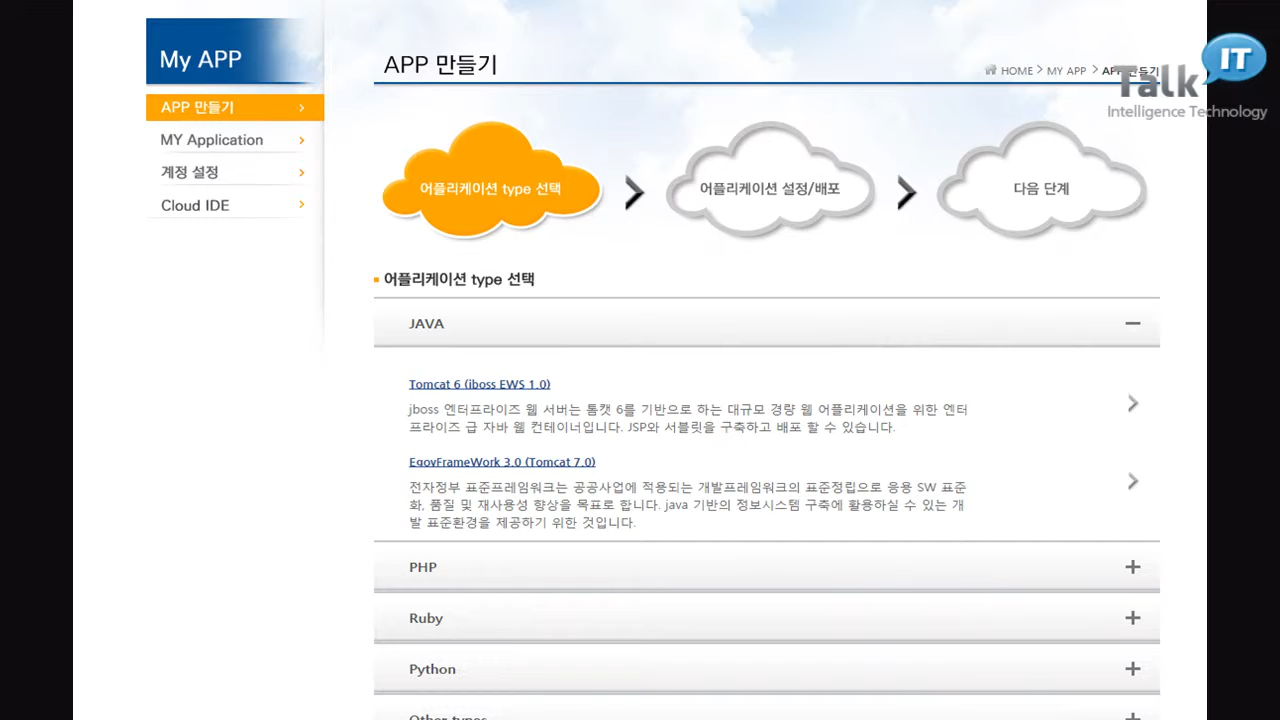 My APP
APP 만들기
MY Application
계정 설정
Cloud IDE
APP 만들기
HOME > MY APP > APP 만들기
Talk IT
Intelligence Technology
어플리케이션 type 선택
어플리케이션 설정/배포
다음 단계
어플리케이션 type 선택
JAVA
Tomcat 6 (jboss EWS 1.0)
jboss 엔터프라이즈 웹 서버는 톰캣 6를 기반으로 하는 대규모 경량 웹 어플리케이션을 위한 엔터
프라이즈 급 자바 웹 컨테이너입니다. JSP와 서블릿을 구축하고 배포 할 수 있습니다.
EgovFrameWork 3.0 (Tomcat 7.0)
전자정부 표준프레임워크는 공공사업에 적용되는 개발프레임워크의 표준정립으로 응용 SW 표준
화, 품질 및 재사용성 향상을 목표로 합니다. java 기반의 정보시스템 구축에 활용하실 수 있는 개
발 표준환경을 제공하기 위한 것입니다.
PHP
Ruby
Python
Other types